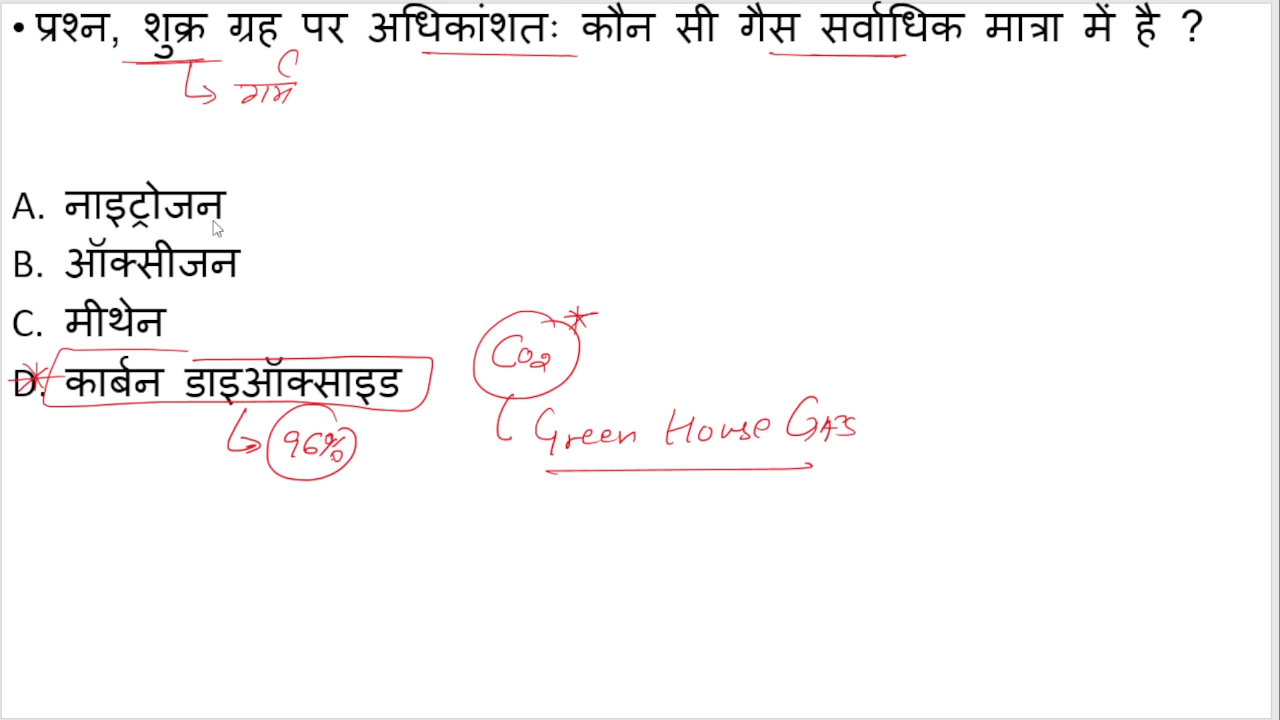 • प्रश्न, शुक्र ग्रह पर अधिकांशतः कौन सी गैस सर्वाधिक मात्रा में है ?
गर्म
A. नाइट्रोजन
B. ऑक्सीजन
C. मीथेन
CO2
D. कार्बन डाइऑक्साइड
96%
Green House GAS